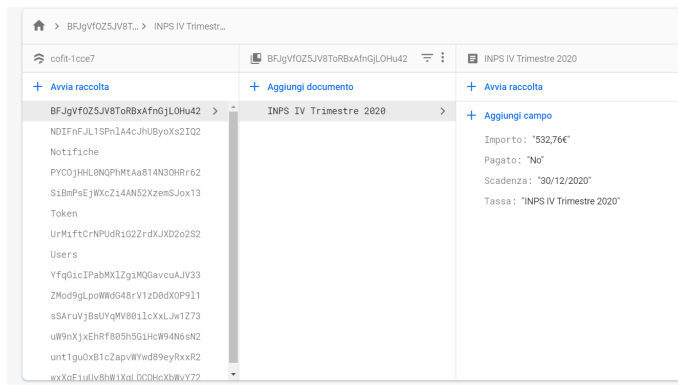 BFJgVfOZ5JV8T... > INPS IV Trimestr...
cofit-1cce7
BFJgVfOZ5JV8ToRBxAfnGjLOHu42
INPS IV Trimestre 2020
+ Avvia raccolta
+ Aggiungi documento
+ Avvia raccolta
BFJgVfOZ5JV8ToRBxAfnGjLOHu42 >
NDIFnFJL1SPnlA4cJhUByoXs2IQ2
Notifiche
PYCOjHHL0NQPhMtAa814N3OHRr62
SiBmPsEjWXcZi4AN52XzemSJox13
Token
UrMiftCrNPUdRiG2ZrdXJXD2o2S2
Users
YfqGicIPabMXlZgiMQGavcuAJV33
ZMod9gLpoWWdG48rV1zD0dXOP9l1
sSAruVjBsUYqMV80ilcXxLJw1Z73
uW9nXjxEhRf805h5GiHcW94N6sN2
unt1guOxB1cZapvWYwd89eyRxxR2
INPS IV Trimestre 2020 >
+ Aggiungi campo
Importo: "532,76€"
Pagato: "No"
Scadenza: "30/12/2020"
Tassa: "INPS IV Trimestre 2020"